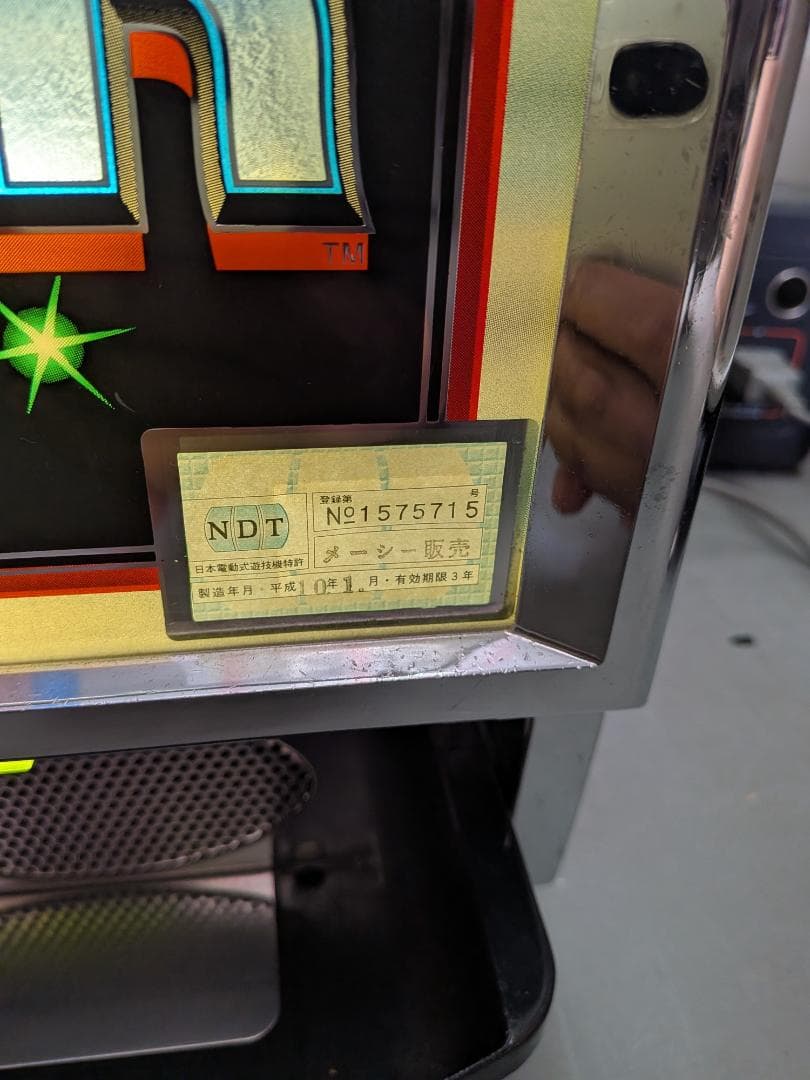 n
TM
NDT
日本電動式遊技機特許
登録第 号
№1575715
メーシー販売
製造年月・平成10年1.月・有効期限3年